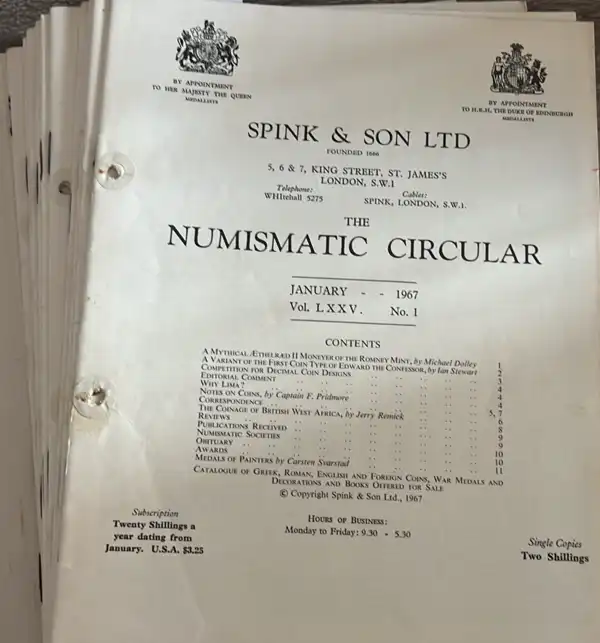 BY APPOINTMENT
TO HER MAJESTY THE QUEEN
MEDALLISTS
BY APPOINTMENT
TO H.R.H. THE DUKE OF EDINBURGH
MEDALLISTS
SPINK & SON LTD
FOUNDED 1666
5, 6 & 7, KING STREET, ST. JAMES'S
LONDON, S.W.1
Telephone:
WHItehall 5275
Cables:
SPINK, LONDON, S.W.1.
THE
NUMISMATIC CIRCULAR
JANUARY - - 1967
Vol. LXXV. No. 1
CONTENTS
A MYTHICAL ÆTHELRÆD II MONEYER OF THE ROMNEY MINT, by Michael Dolley 1
A VARIANT OF THE FIRST COIN TYPE OF EDWARD THE CONFESSOR, by Ian Stewart 2
COMPETITION FOR DECIMAL COIN DESIGNS 3
EDITORIAL COMMENT 4
WHY LIMA? 4
NOTES ON COINS, by Captain F. Pridmore 4
CORRESPONDENCE 5, 7
THE COINAGE OF BRITISH WEST AFRICA, by Jerry Remick 6
REVIEWS 8
PUBLICATIONS RECEIVED 9
NUMISMATIC SOCIETIES 9
OBITUARY 10
AWARDS 10
MEDALS OF PAINTERS by Carsten Svarstad 11
CATALOGUE OF GREEK, ROMAN, ENGLISH AND FOREIGN COINS, WAR MEDALS AND
DECORATIONS AND BOOKS OFFERED FOR SALE
© Copyright Spink & Son Ltd., 1967
Subscription
Twenty Shillings a
year dating from
January. U.S.A. $3.25
HOURS OF BUSINESS:
Monday to Friday: 9.30 - 5.30
Single Copies
Two Shillings